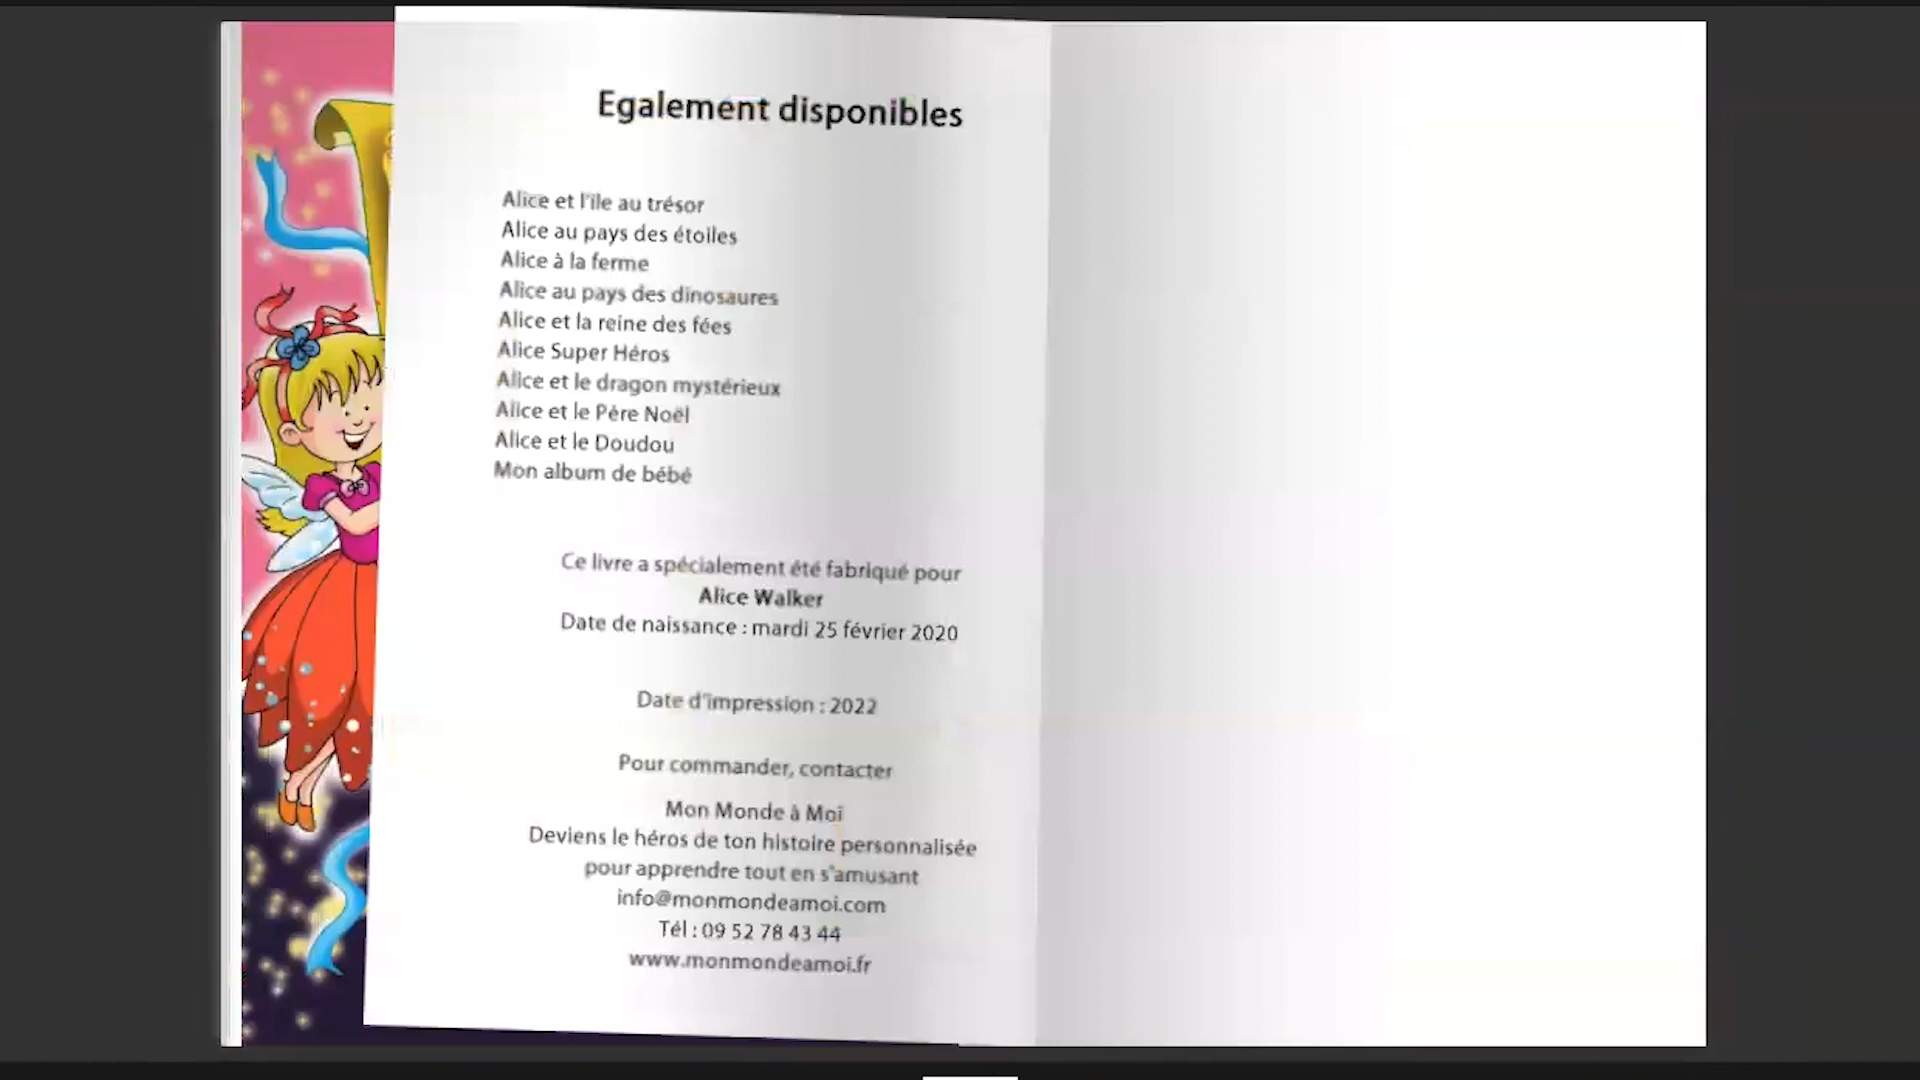 Egalement disponibles
Alice et l'île au trésor
Alice au pays des étoiles
Alice à la ferme
Alice au pays des dinosaures
Alice et la reine des fées
Alice Super Héros
Alice et le dragon mystérieux
Alice et le Père Noël
Alice et le Doudou
Mon album de bébé
Ce livre a spécialement été fabriqué pour
Alice Walker
Date de naissance : mardi 25 février 2020
Date d'impression : 2022
Pour commander, contacter
Mon Monde à Moi
Deviens le héros de ton histoire personnalisée
pour apprendre tout en s'amusant
info@monmondeamoi.com
Tél : 09 52 78 43 44
www.monmondeamoi.fr